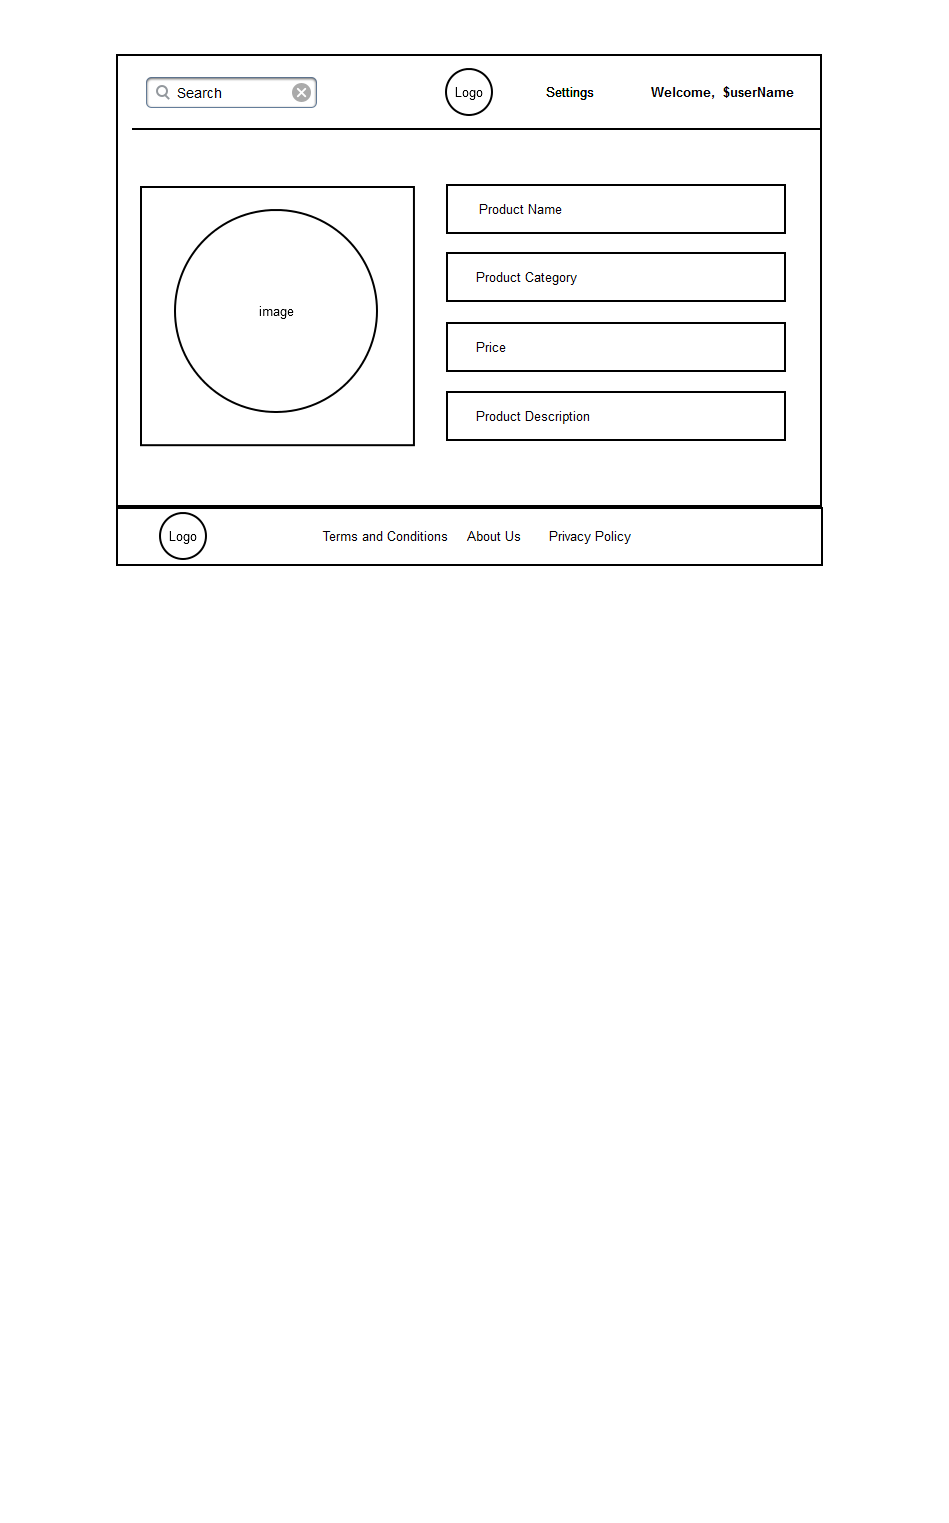 Search
Logo
Settings
Welcome, $userName
image
Product Name
Product Category
Price
Product Description
Logo
Terms and Conditions
About Us
Privacy Policy